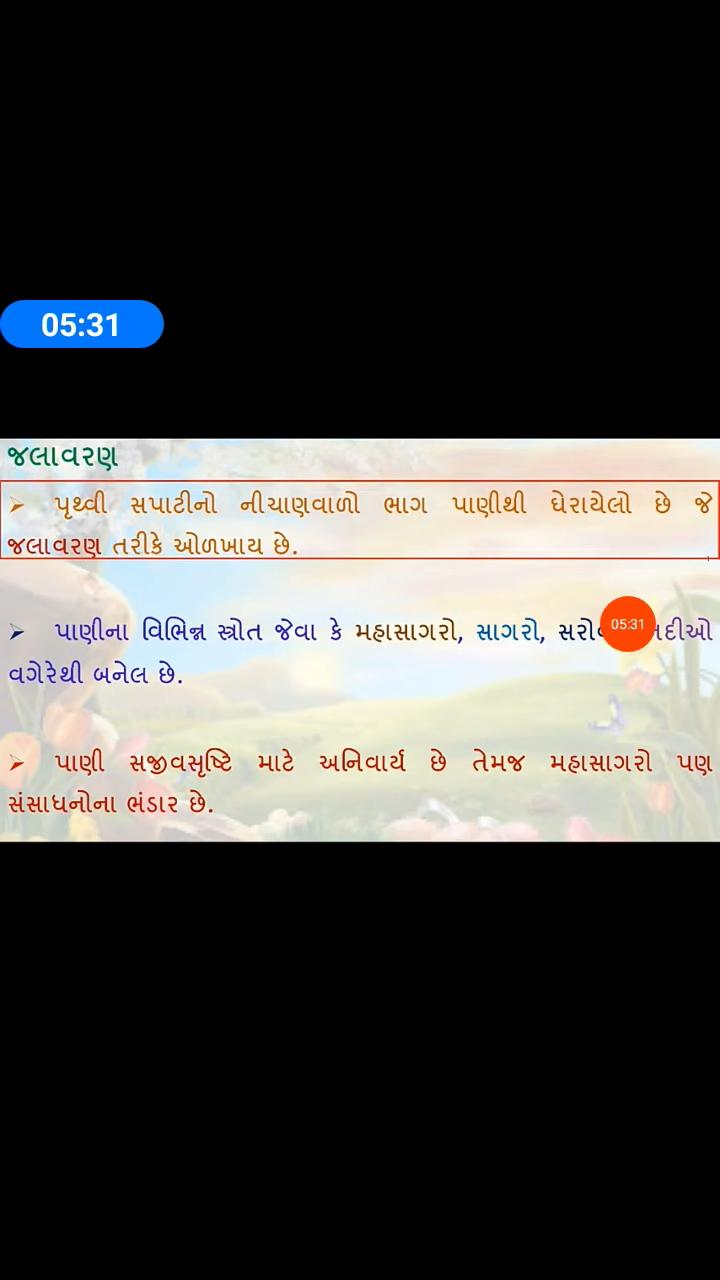 05:31
જલાવરણ
➢ પૃથ્વી સપાટીનો નીચાણવાળો ભાગ પાણીથી ઘેરાયેલો છે જે
જલાવરણ તરીકે ઓળખાય છે.
➢ પાણીના વિભિન્ન સ્ત્રોત જેવા કે મહાસાગરો, સાગરો,
05:31
વગેરેથી બનેલ છે.
➢ પાણી સજીવસૃષ્ટિ માટે અનિવાર્ય છે તેમજ મહાસાગરો પણ
સંસાધનોના ભંડાર છે.